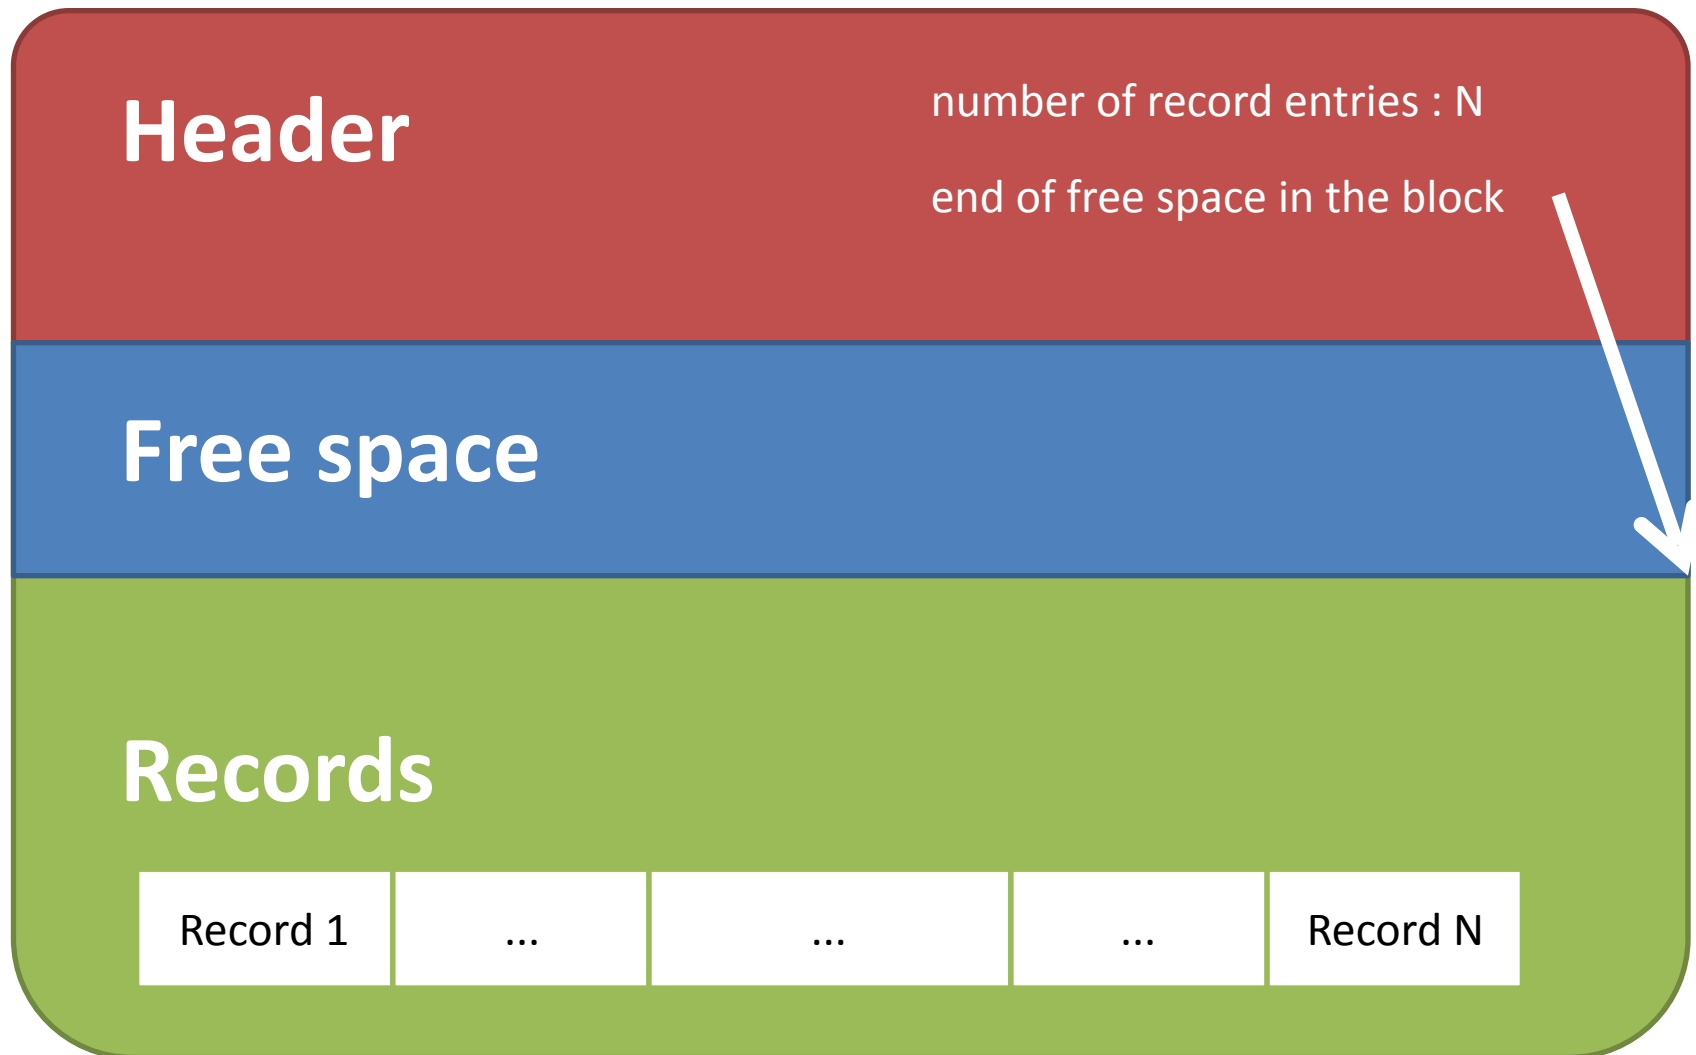 Header
number of record entries : N
end of free space in the block
Free space
Records
Record 1 ... ... ... Record N